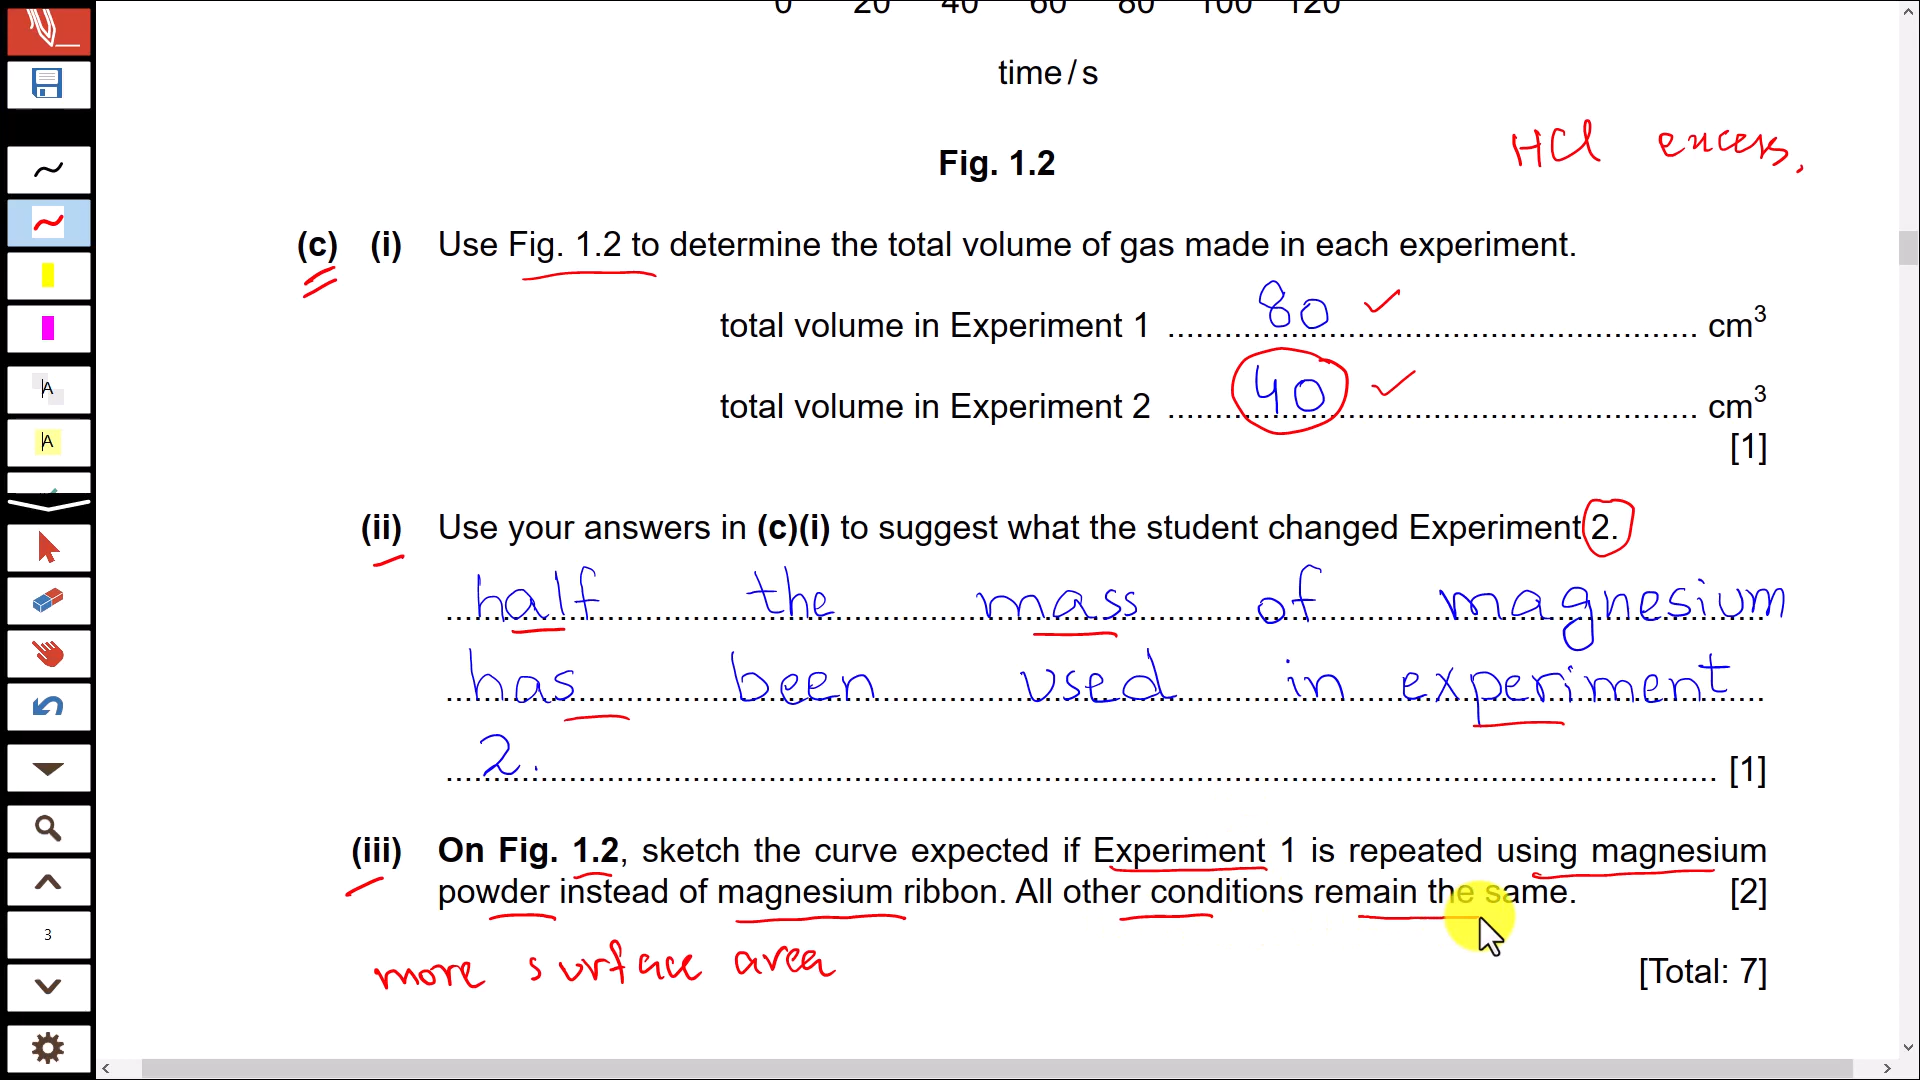 0 20 40 60 80 100 120
time/s
HCl excess.
Fig. 1.2
(c) (i) Use Fig. 1.2 to determine the total volume of gas made in each experiment.
total volume in Experiment 1 80 cm³
total volume in Experiment 2 40 cm³
[1]
(ii) Use your answers in (c)(i) to suggest what the student changed Experiment 2.
half the mass of magnesium
has been used in experiment
2. [1]
(iii) On Fig. 1.2, sketch the curve expected if Experiment 1 is repeated using magnesium
powder instead of magnesium ribbon. All other conditions remain the same. [2]
more surface area
[Total: 7]
A
A
3